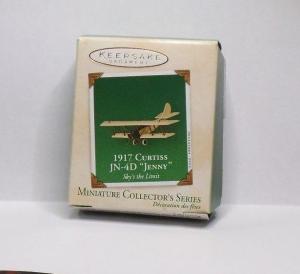 KEEPSAKE
ORNAMENT
1917 CURTISS
JN-4D "JENNY"
Sky's the Limit
MINIATURE COLLECTOR'S SERIES
Décoration des fêtes